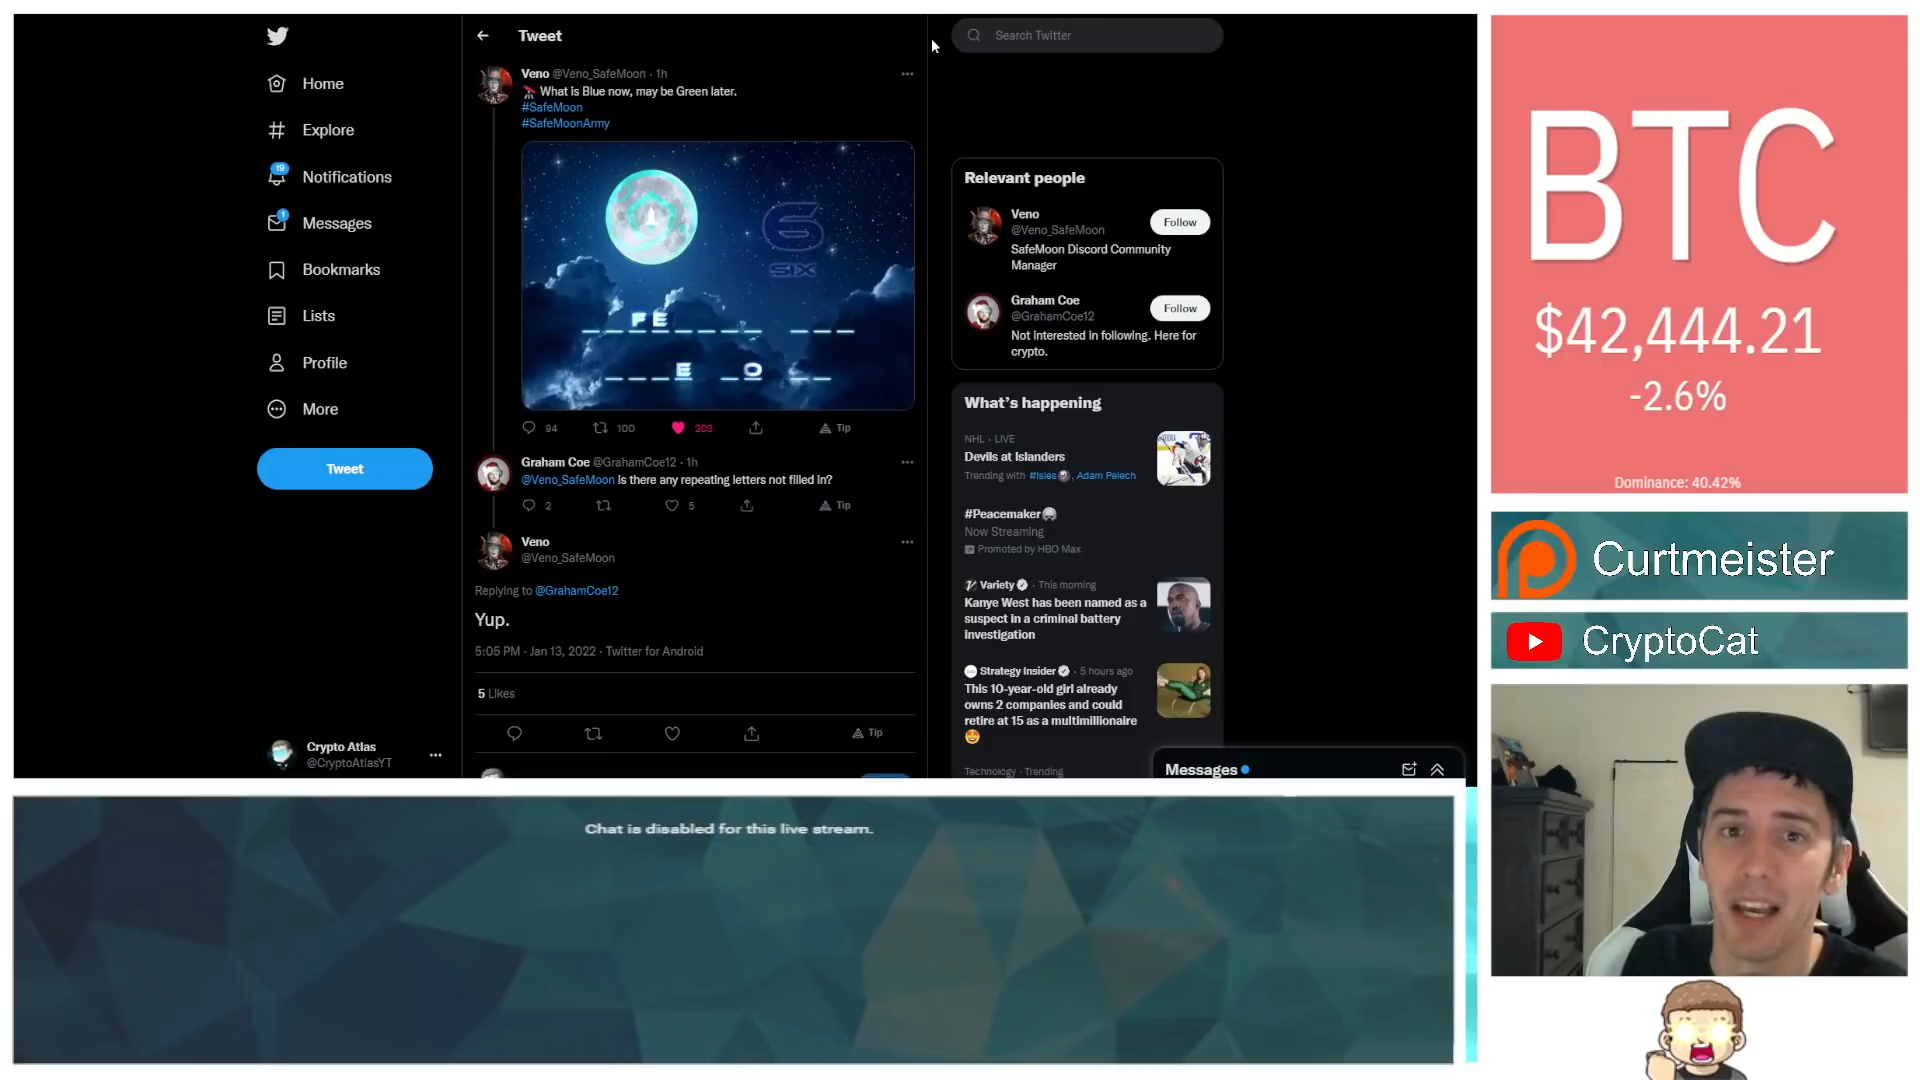 Home
Explore
19
Notifications
1
Messages
Bookmarks
Lists
Profile
More
Tweet
Crypto Atlas
@CryptoAtlasYT
Tweet
Veno @Veno_SafeMoon · 1h
What is Blue now, may be Green later.
#SafeMoon
#SafeMoonArmy
6
SIX
_ _ F E _ _ _ _ _ _ _
_ _ _ E _ O _ _
94
100
203
Tip
Graham Coe @GrahamCoe12 · 1h
@Veno_SafeMoon Is there any repeating letters not filled in?
2
5
Tip
Veno
@Veno_SafeMoon
Replying to @GrahamCoe12
Yup.
5:05 PM · Jan 13, 2022 · Twitter for Android
5 Likes
Tip
Search Twitter
Relevant people
Veno
@Veno_SafeMoon
Follow
SafeMoon Discord Community
Manager
Graham Coe
@GrahamCoe12
Follow
Not interested in following. Here for
crypto.
What's happening
NHL · LIVE
Devils at Islanders
Trending with #Isles, Adam Pelech
#Peacemaker
Now Streaming
Promoted by HBO Max
Variety · This morning
Kanye West has been named as a
suspect in a criminal battery
investigation
Strategy Insider · 5 hours ago
This 10-year-old girl already
owns 2 companies and could
retire at 15 as a multimillionaire
Technology · Trending
Messages
Chat is disabled for this live stream.
BTC
$42,444.21
-2.6%
Dominance: 40.42%
Curtmeister
CryptoCat